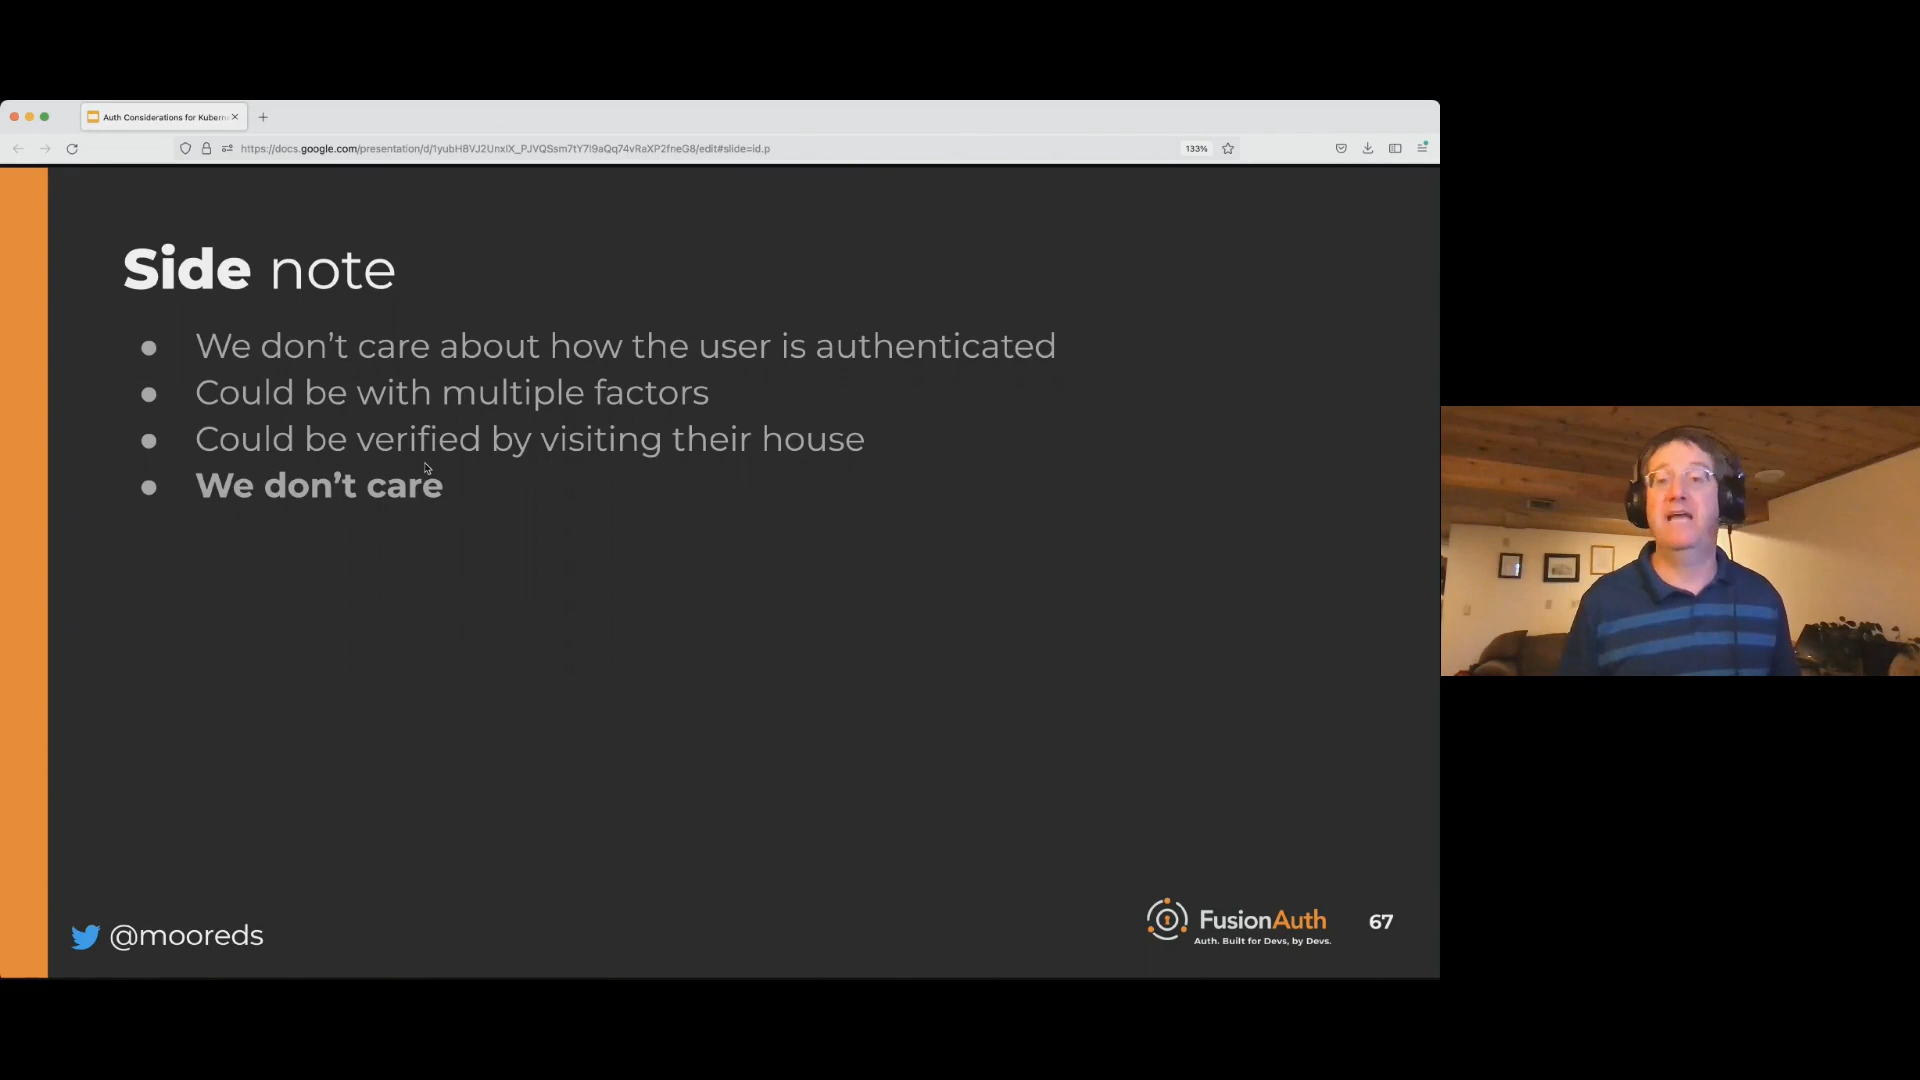 Auth Considerations for Kubern
https://docs.google.com/presentation/d/1yubH8VJ2UnxlX_PJVQSsm7tY7I9aQq74vRaXP2fneG8/edit#slide=id.p
133%
Side note
● We don’t care about how the user is authenticated
● Could be with multiple factors
● Could be verified by visiting their house
● We don’t care
@mooreds
FusionAuth
Auth. Built for Devs, by Devs.
67